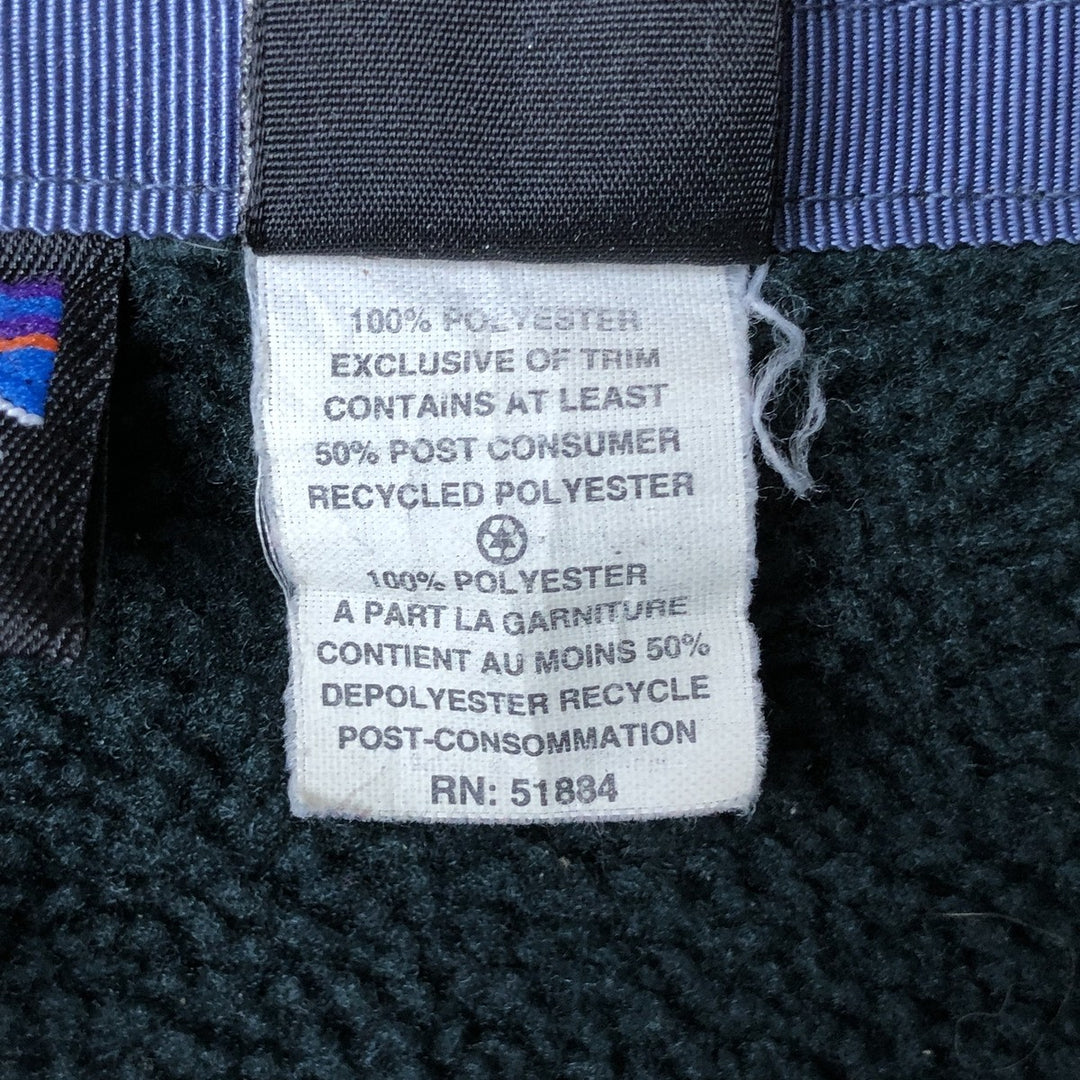 100% POLYESTER
EXCLUSIVE OF TRIM
CONTAINS AT LEAST
50% POST CONSUMER
RECYCLED POLYESTER
100% POLYESTER
A PART LA GARNITURE
CONTIENT AU MOINS 50%
DEPOLYESTER RECYCLE
POST-CONSOMMATION
RN: 51884